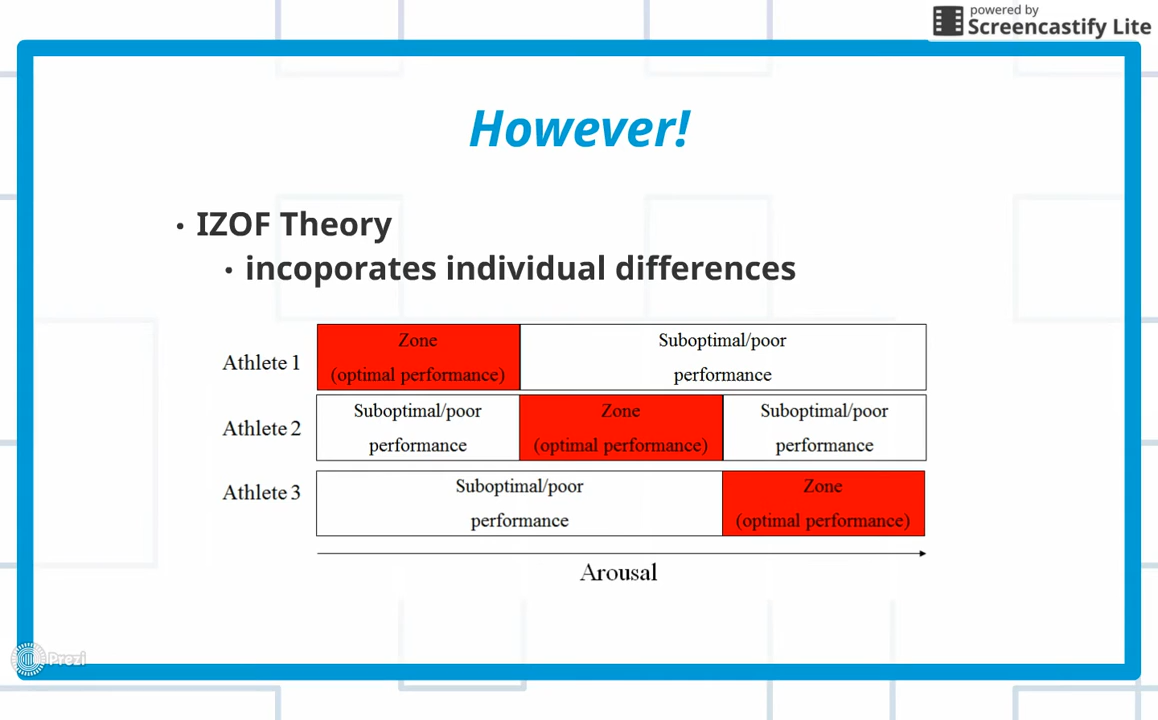 powered by
Screencastify Lite
However!
• IZOF Theory
• incoporates individual differences
Athlete 1
Zone
(optimal performance)
Suboptimal/poor
performance
Athlete 2
Suboptimal/poor
performance
Zone
(optimal performance)
Suboptimal/poor
performance
Athlete 3
Suboptimal/poor
performance
Zone
(optimal performance)
Arousal
Prezi